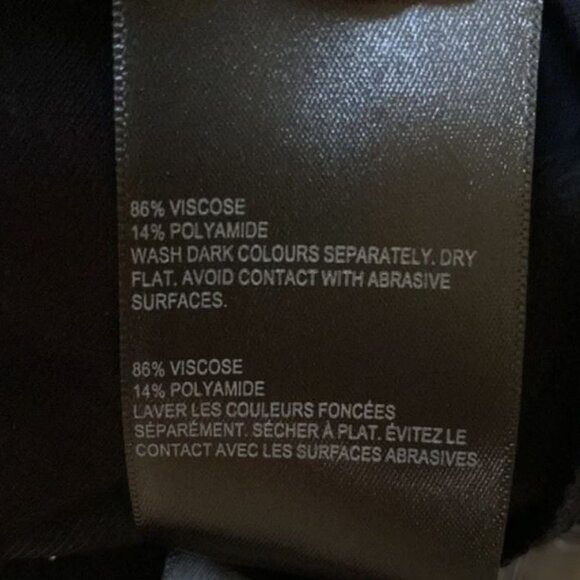 86% VISCOSE
14% POLYAMIDE
WASH DARK COLOURS SEPARATELY. DRY
FLAT. AVOID CONTACT WITH ABRASIVE
SURFACES.
86% VISCOSE
14% POLYAMIDE
LAVER LES COULEURS FONCÉES
SÉPARÉMENT. SÉCHER À PLAT. ÉVITEZ LE
CONTACT AVEC LES SURFACES ABRASIVES